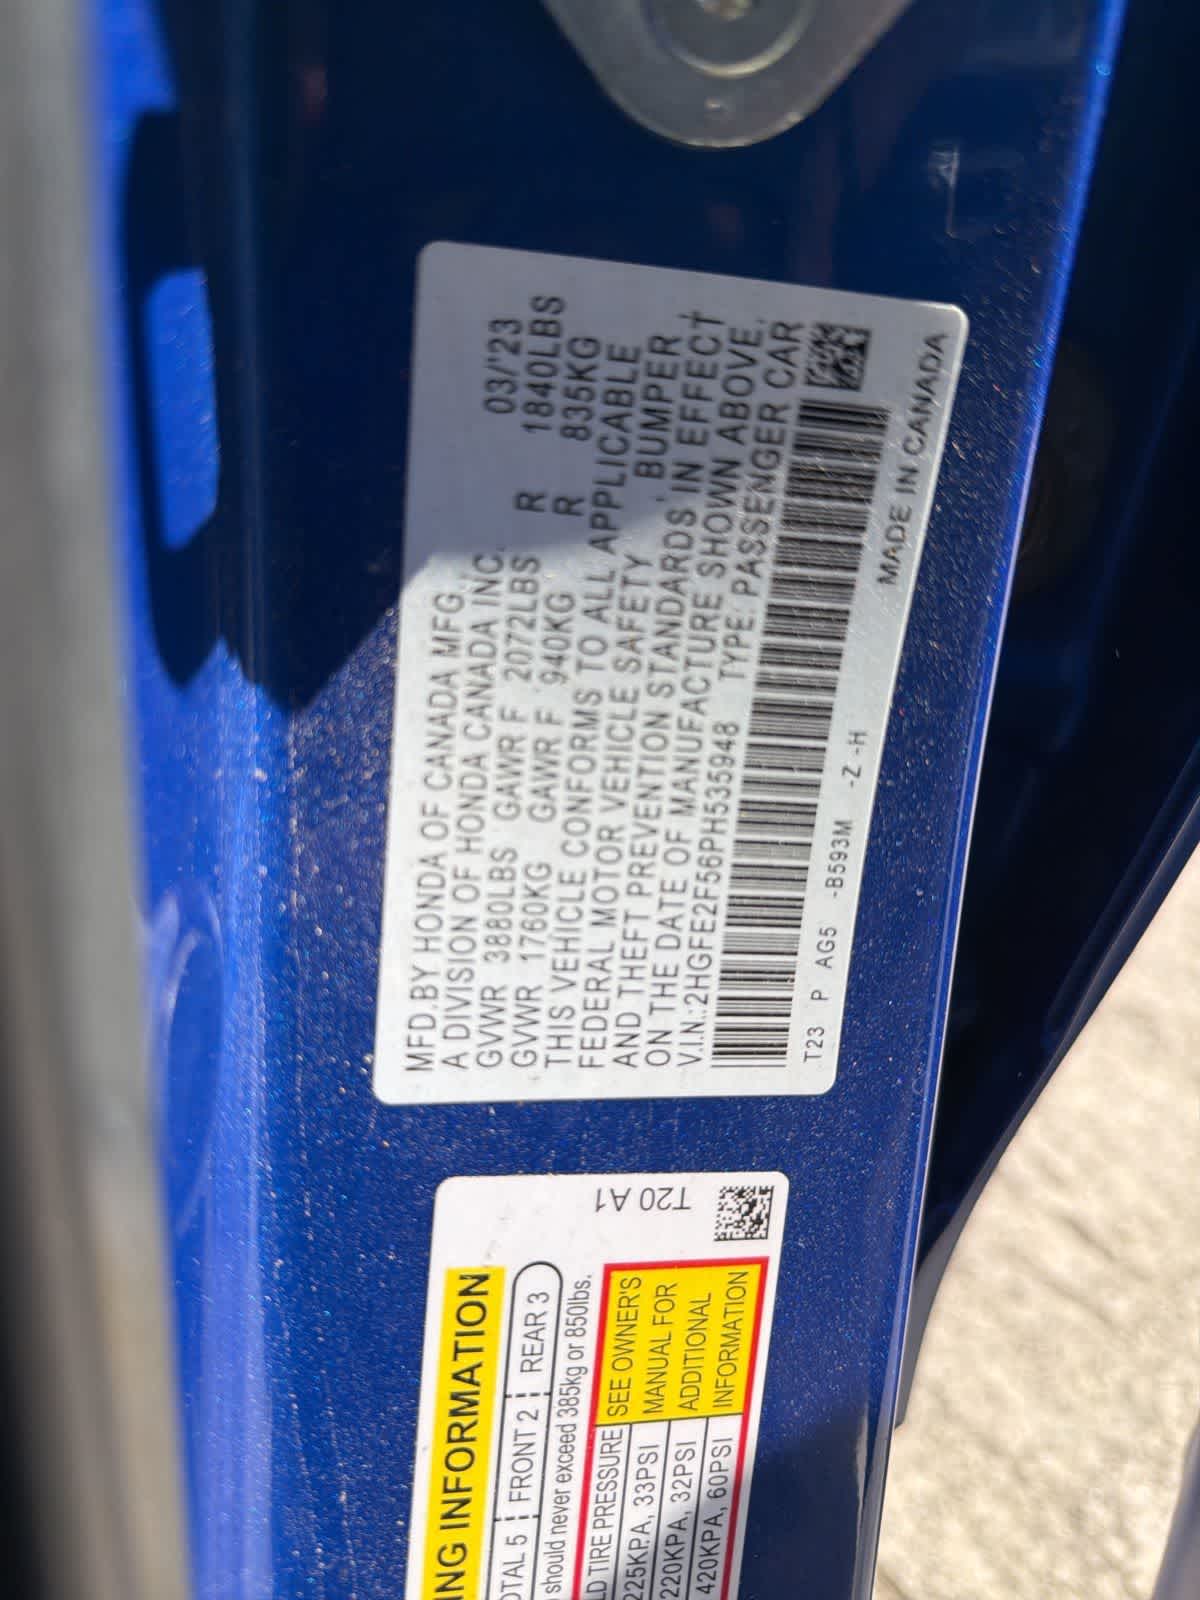 MFD.BY HONDA OF CANADA MFG.,
A DIVISION OF HONDA CANADA INC. 03/'23
GVWR 3880LBS GAWR F 2072LBS R 1840LBS
GVWR 1760KG GAWR F 940KG R 835KG
THIS VEHICLE CONFORMS TO ALL APPLICABLE
FEDERAL MOTOR VEHICLE SAFETY, BUMPER
AND THEFT PREVENTION STANDARDS IN EFFECT
ON THE DATE OF MANUFACTURE SHOWN ABOVE.
V.I.N.:2HGFE2F56PH535948 TYPE: PASSENGER CAR
T23 P AG5 -B593M -Z -H
MADE IN CANADA
T20 A1
INFORMATION
5 FRONT 2 REAR 3
should never exceed 385kg or 850lbs.
TIRE PRESSURE SEE OWNER'S
225KPA, 33PSI MANUAL FOR
220KPA, 32PSI ADDITIONAL
420KPA, 60PSI INFORMATION